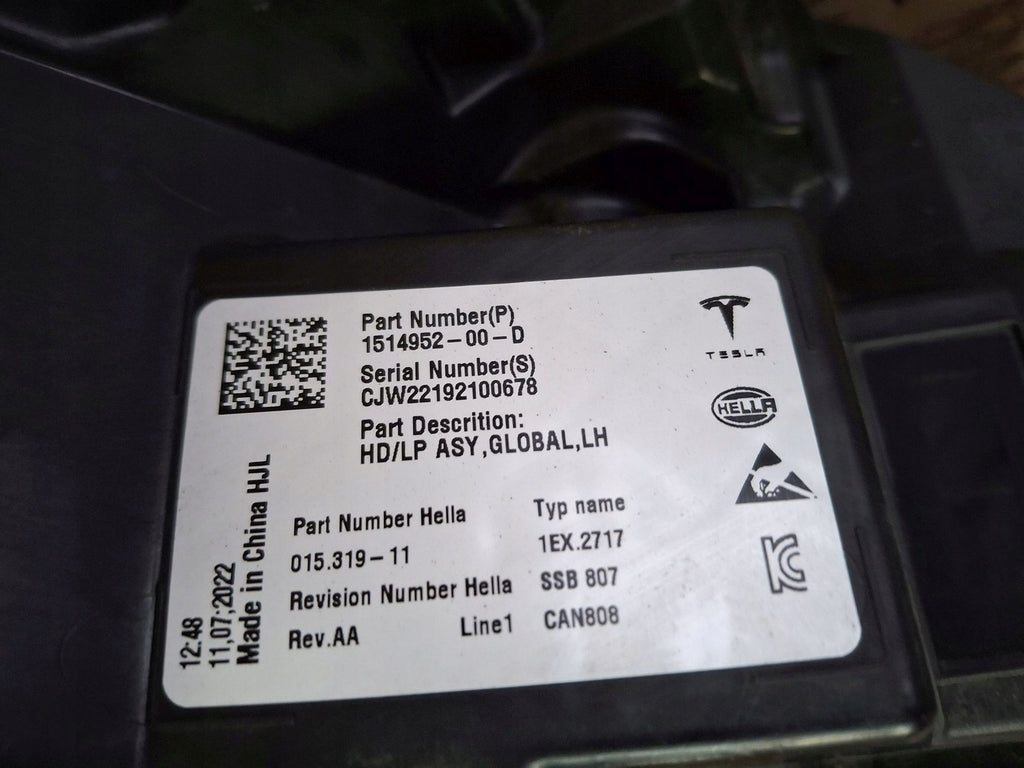 Part Number(P)
1514952-00-D
Serial Number(S)
CJW22192100678
Part Descrition:
HD/LP ASY,GLOBAL,LH
TESLA
HELLA
Part Number Hella
015.319-11
Revision Number Hella
Rev.AA Line1
Typ name
1EX.2717
SSB 807
CAN808
12:48
11,07,2022
Made in China HJL